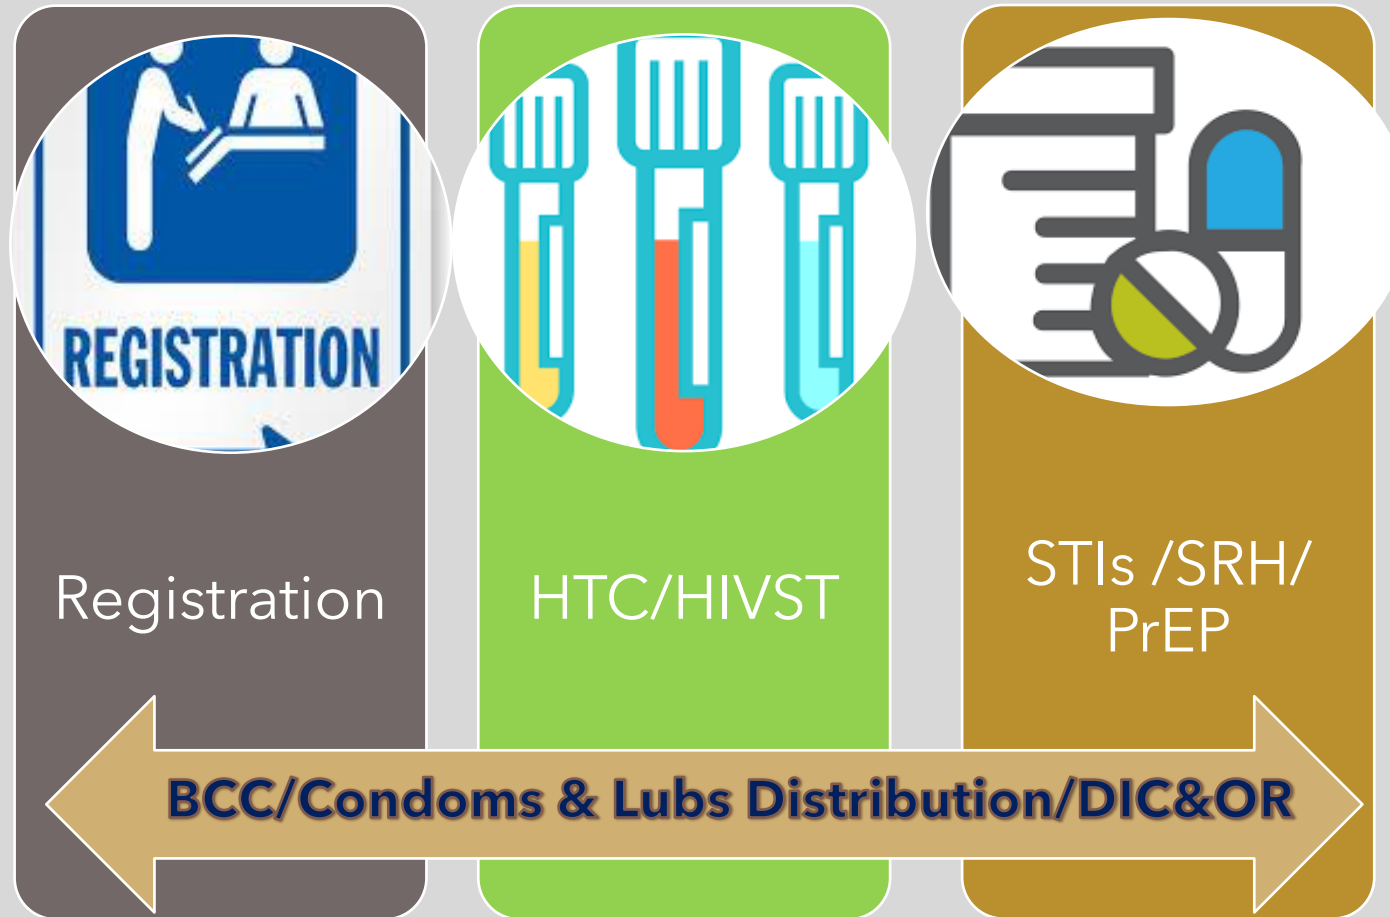 REGISTRATION
Registration
HTC/HIVST
STIs /SRH/
PrEP
BCC/Condoms & Lubs Distribution/DIC&OR